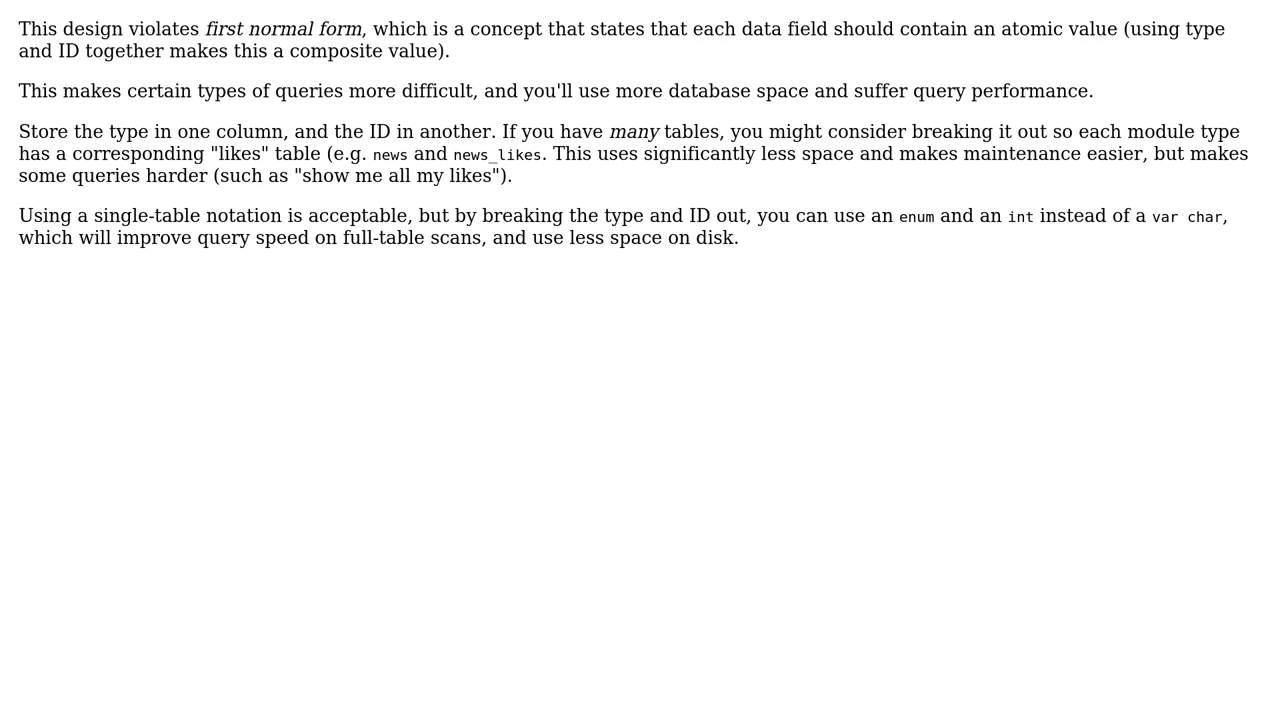 This design violates first normal form, which is a concept that states that each data field should contain an atomic value (using type
and ID together makes this a composite value).
This makes certain types of queries more difficult, and you'll use more database space and suffer query performance.
Store the type in one column, and the ID in another. If you have many tables, you might consider breaking it out so each module type
has a corresponding "likes" table (e.g. news and news_likes. This uses significantly less space and makes maintenance easier, but makes
some queries harder (such as "show me all my likes").
Using a single-table notation is acceptable, but by breaking the type and ID out, you can use an enum and an int instead of a var char,
which will improve query speed on full-table scans, and use less space on disk.